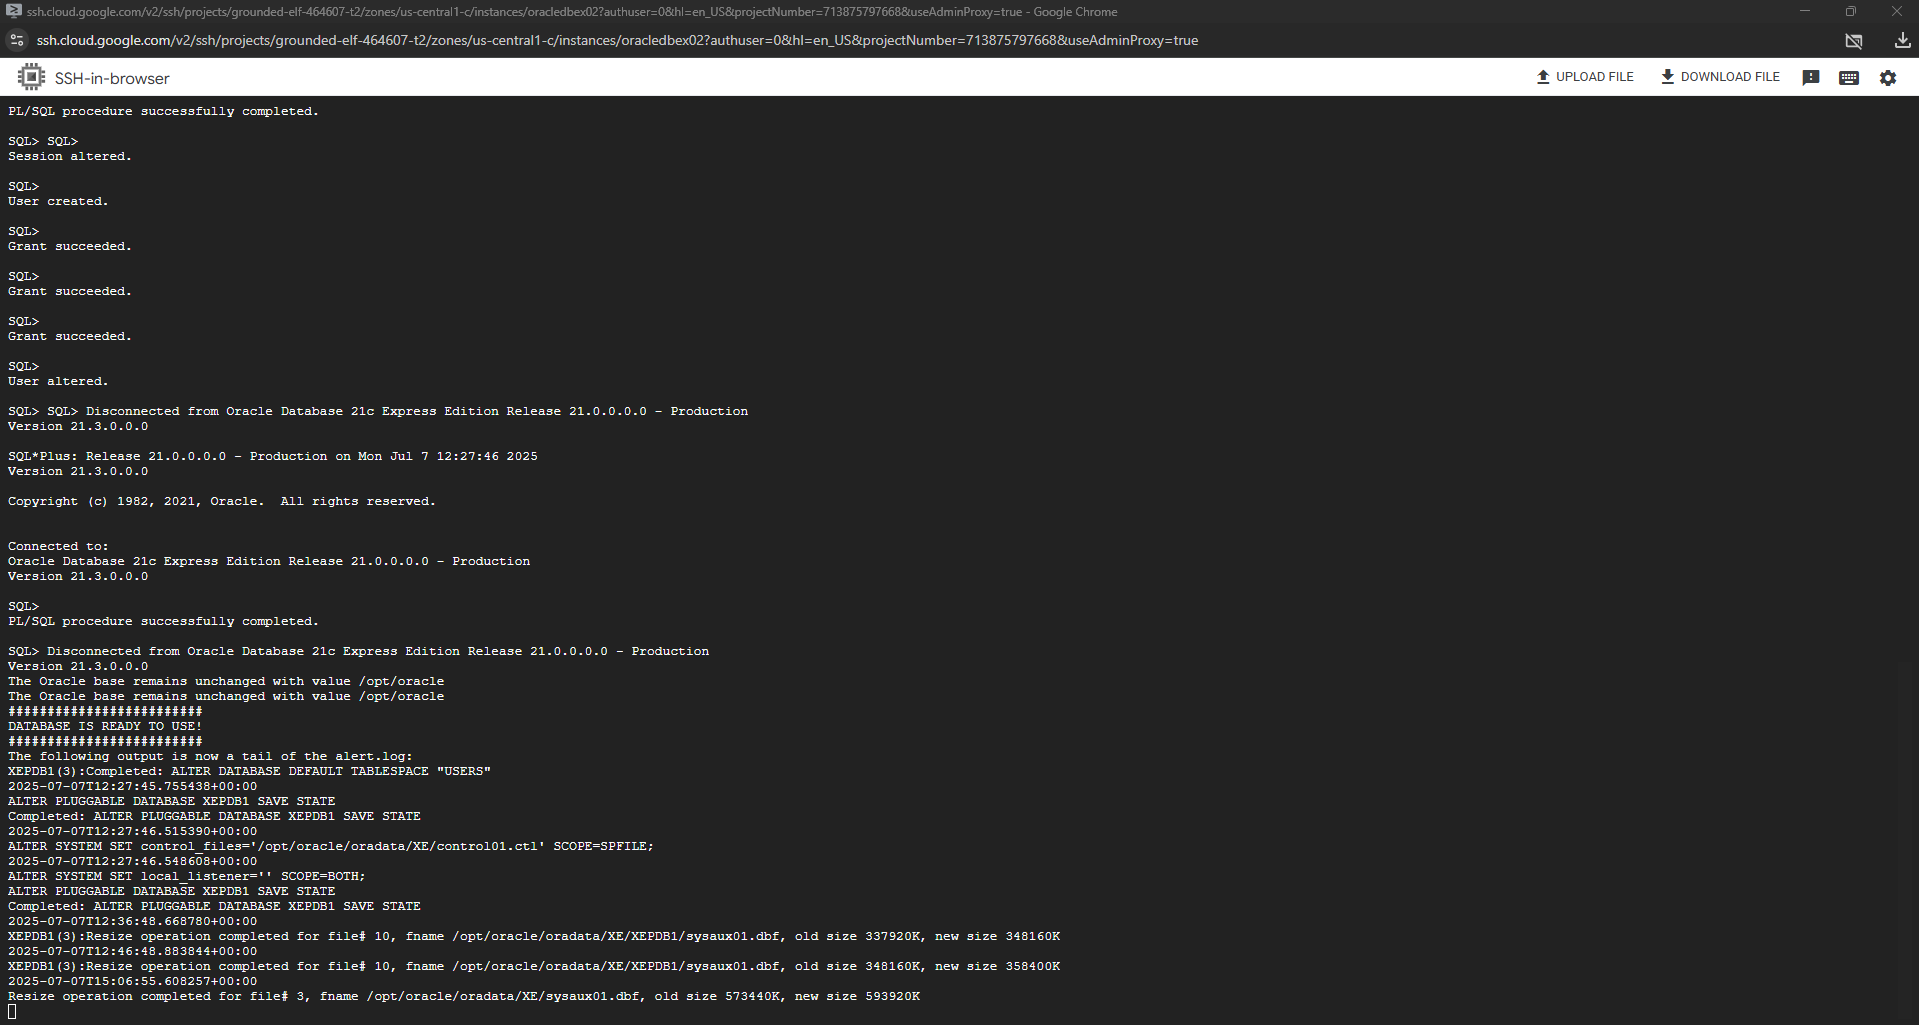 ssh.cloud.google.com/v2/ssh/projects/grounded-elf-464607-t2/zones/us-central1-c/instances/oracledbex02?authuser=0&hl=en_US&projectNumber=713875797668&useAdminProxy=true - Google Chrome
ssh.cloud.google.com/v2/ssh/projects/grounded-elf-464607-t2/zones/us-central1-c/instances/oracledbex02?authuser=0&hl=en_US&projectNumber=713875797668&useAdminProxy=true
SSH-in-browser
UPLOAD FILE
DOWNLOAD FILE
PL/SQL procedure successfully completed.
SQL> SQL>
Session altered.
SQL>
User created.
SQL>
Grant succeeded.
SQL>
Grant succeeded.
SQL>
Grant succeeded.
SQL>
User altered.
SQL> SQL> Disconnected from Oracle Database 21c Express Edition Release 21.0.0.0.0 - Production
Version 21.3.0.0.0
SQL*Plus: Release 21.0.0.0.0 - Production on Mon Jul 7 12:27:46 2025
Version 21.3.0.0.0
Copyright (c) 1982, 2021, Oracle.  All rights reserved.
Connected to:
Oracle Database 21c Express Edition Release 21.0.0.0.0 - Production
Version 21.3.0.0.0
SQL>
PL/SQL procedure successfully completed.
SQL> Disconnected from Oracle Database 21c Express Edition Release 21.0.0.0.0 - Production
Version 21.3.0.0.0
The Oracle base remains unchanged with value /opt/oracle
The Oracle base remains unchanged with value /opt/oracle
#########################
DATABASE IS READY TO USE!
#########################
The following output is now a tail of the alert.log:
XEPDB1(3):Completed: ALTER DATABASE DEFAULT TABLESPACE "USERS"
2025-07-07T12:27:45.755438+00:00
ALTER PLUGGABLE DATABASE XEPDB1 SAVE STATE
Completed: ALTER PLUGGABLE DATABASE XEPDB1 SAVE STATE
2025-07-07T12:27:46.515390+00:00
ALTER SYSTEM SET control_files='/opt/oracle/oradata/XE/control01.ctl' SCOPE=SPFILE;
2025-07-07T12:27:46.548608+00:00
ALTER SYSTEM SET local_listener='' SCOPE=BOTH;
ALTER PLUGGABLE DATABASE XEPDB1 SAVE STATE
Completed: ALTER PLUGGABLE DATABASE XEPDB1 SAVE STATE
2025-07-07T12:36:48.668780+00:00
XEPDB1(3):Resize operation completed for file# 10, fname /opt/oracle/oradata/XE/XEPDB1/sysaux01.dbf, old size 337920K, new size 348160K
2025-07-07T12:46:48.883844+00:00
XEPDB1(3):Resize operation completed for file# 10, fname /opt/oracle/oradata/XE/XEPDB1/sysaux01.dbf, old size 348160K, new size 358400K
2025-07-07T15:06:55.608257+00:00
Resize operation completed for file# 3, fname /opt/oracle/oradata/XE/sysaux01.dbf, old size 573440K, new size 593920K